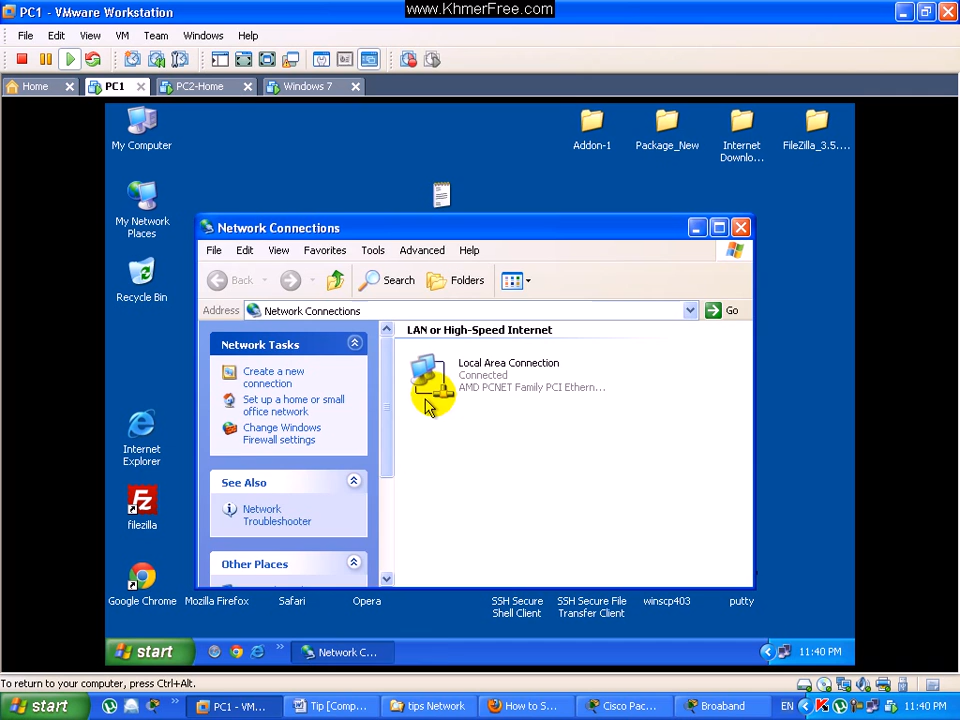 www.KhmerFree.com
PC1 - VMware Workstation
File Edit View VM Team Windows Help
Home PC1 PC2-Home Windows 7
My Computer
My Network
Places
Recycle Bin
Internet
Explorer
filezilla
Google Chrome
Mozilla Firefox
Safari
Opera
SSH Secure
Shell Client
SSH Secure File
Transfer Client
winscp403
putty
Addon-1
Package_New
Internet
Downlo...
FileZilla_3.5....
Network Connections
File Edit View Favorites Tools Advanced Help
Back Search Folders
Address Network Connections Go
Network Tasks
Create a new
connection
Set up a home or small
office network
Change Windows
Firewall settings
See Also
Network
Troubleshooter
Other Places
LAN or High-Speed Internet
Local Area Connection
Connected
AMD PCNET Family PCI Ethern...
start Network C... 11:40 PM
To return to your computer, press Ctrl+Alt.
start PC1 - VM... Tip [Comp... tips Network How to S... Cisco Pac... Broaband EN 11:40 PM